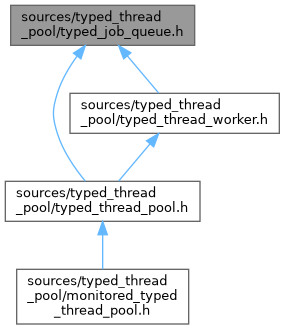 sources/typed_thread
_pool/typed_job_queue.h
sources/typed_thread
_pool/typed_thread_worker.h
sources/typed_thread
_pool/typed_thread_pool.h
sources/typed_thread
_pool/monitored_typed
_thread_pool.h